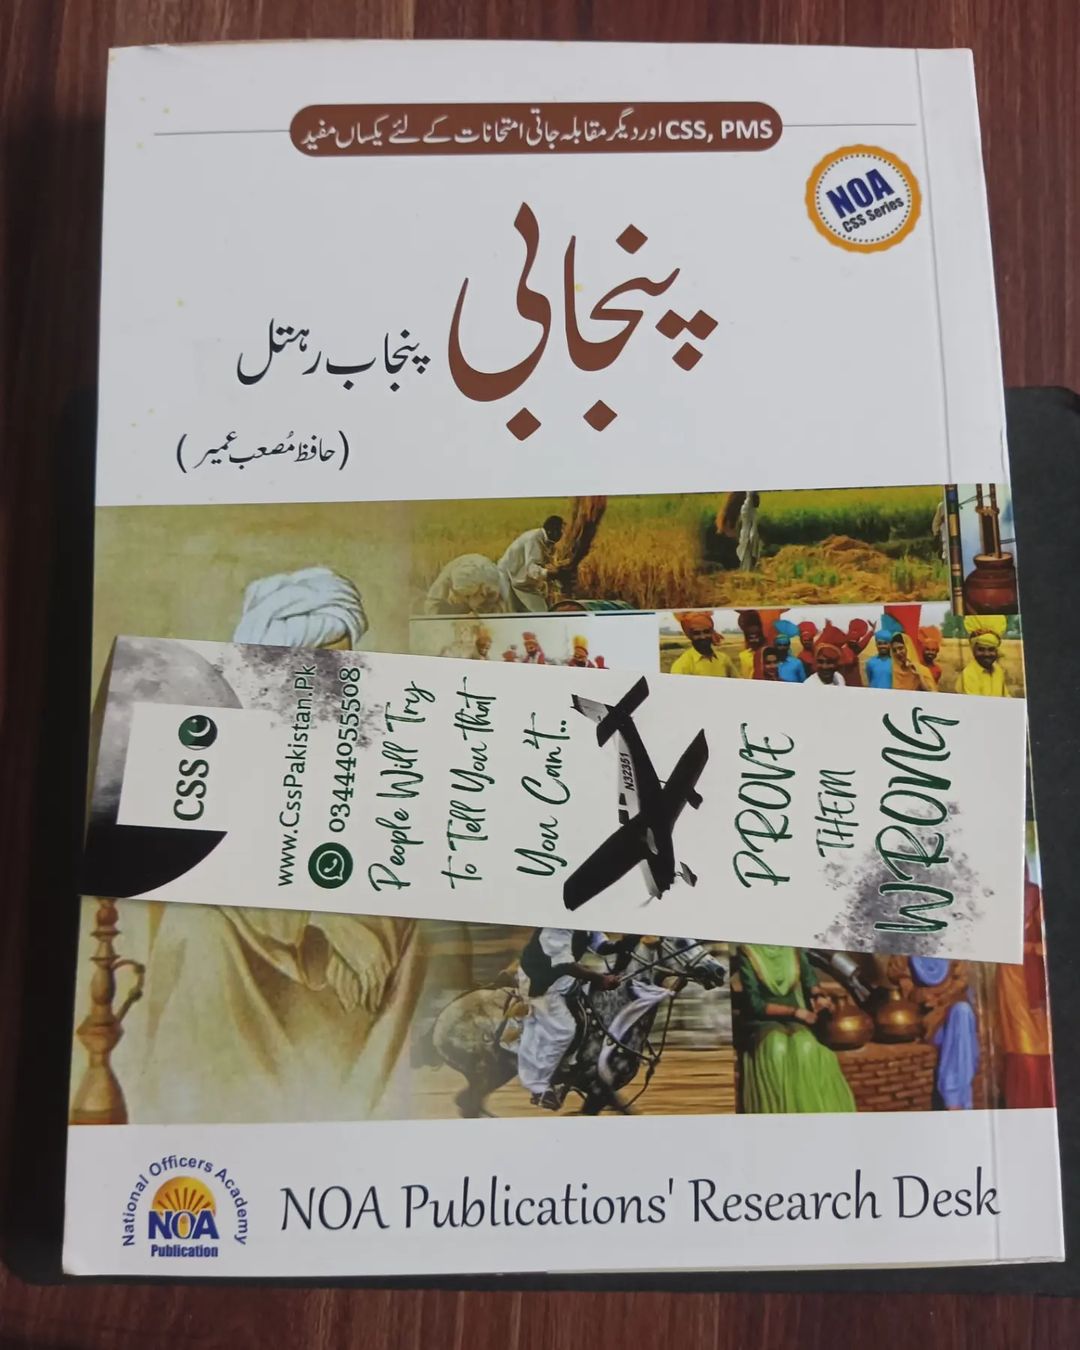 CSS, PMS اور دیگر مقابلہ جاتی امتحانات کے لئے یکساں مفید
NOA
CSS Series
پنجابی
پنجاب رہتل
(حافظ مُصعب عمیر)
CSS
www.CssPakistan.Pk
03444055508
People Will Try
to Tell You that
You Can't..
N32351
PROVE
THEM
WRONG
National Officers Academy
NOA
Publication
NOA Publications' Research Desk